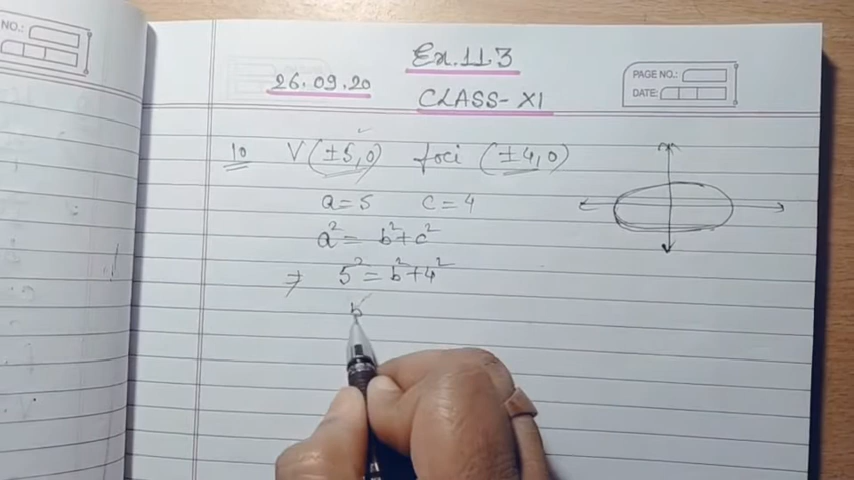 NO.:
Ex.11.3
26.09.20
PAGE NO.:
DATE:
CLASS-XI
10 V(±5,0) foci (±4,0)
a=5 c=4
a²=b²+c²
⇒ 5²=b²+4²
b